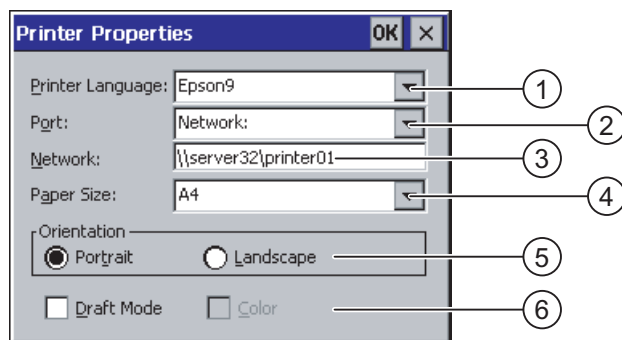 Printer Properties OK ×
Printer Language: Epson9 1
Port: Network: 2
Network: \\server32\printer01 3
Paper Size: A4 4
Orientation
Portrait Landscape 5
Draft Mode Color 6